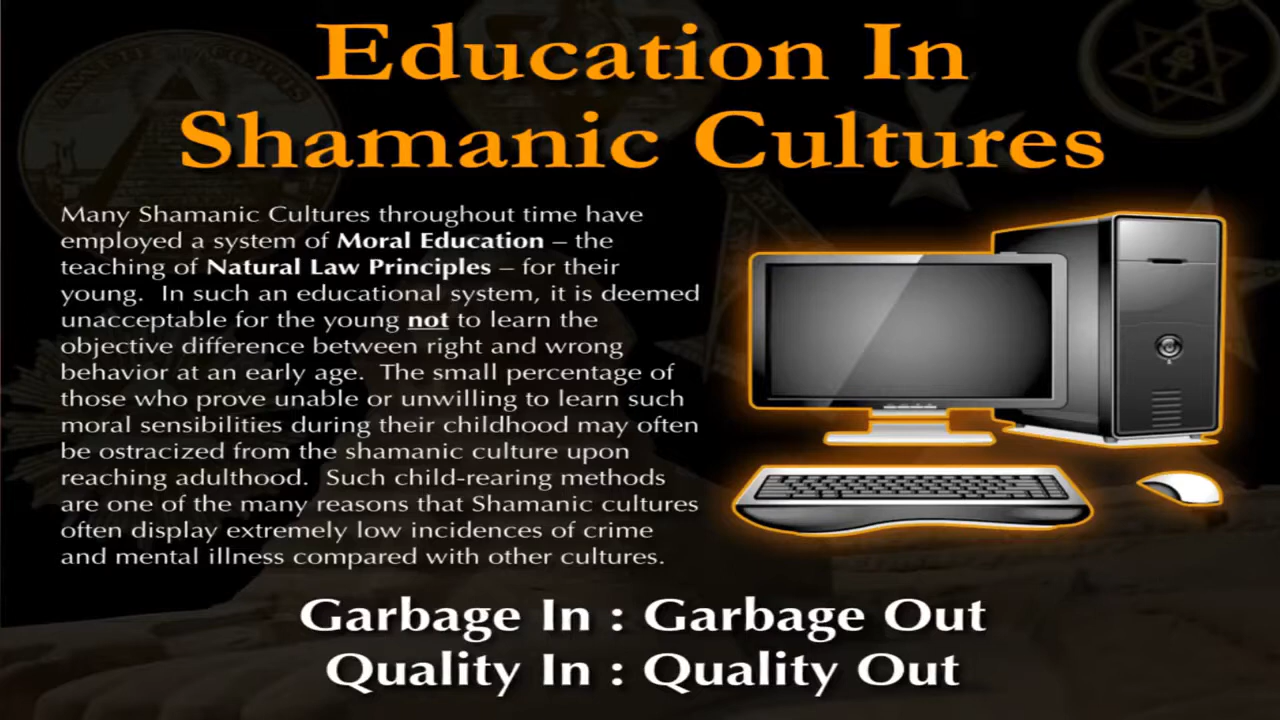 Education In
Shamanic Cultures
Many Shamanic Cultures throughout time have
employed a system of Moral Education – the
teaching of Natural Law Principles – for their
young.  In such an educational system, it is deemed
unacceptable for the young not to learn the
objective difference between right and wrong
behavior at an early age.  The small percentage of
those who prove unable or unwilling to learn such
moral sensibilities during their childhood may often
be ostracized from the shamanic culture upon
reaching adulthood.  Such child-rearing methods
are one of the many reasons that Shamanic cultures
often display extremely low incidences of crime
and mental illness compared with other cultures.
Garbage In : Garbage Out
Quality In : Quality Out